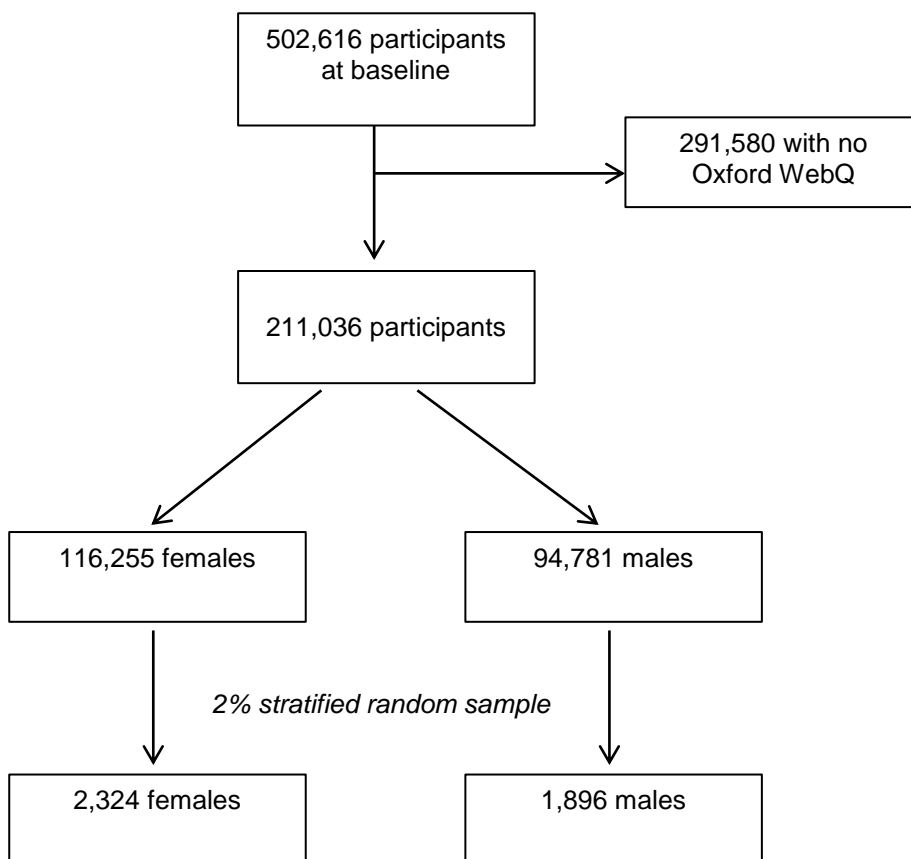 502,616 participants
at baseline
291,580 with no
Oxford WebQ
211,036 participants
116,255 females
94,781 males
2% stratified random sample
2,324 females
1,896 males